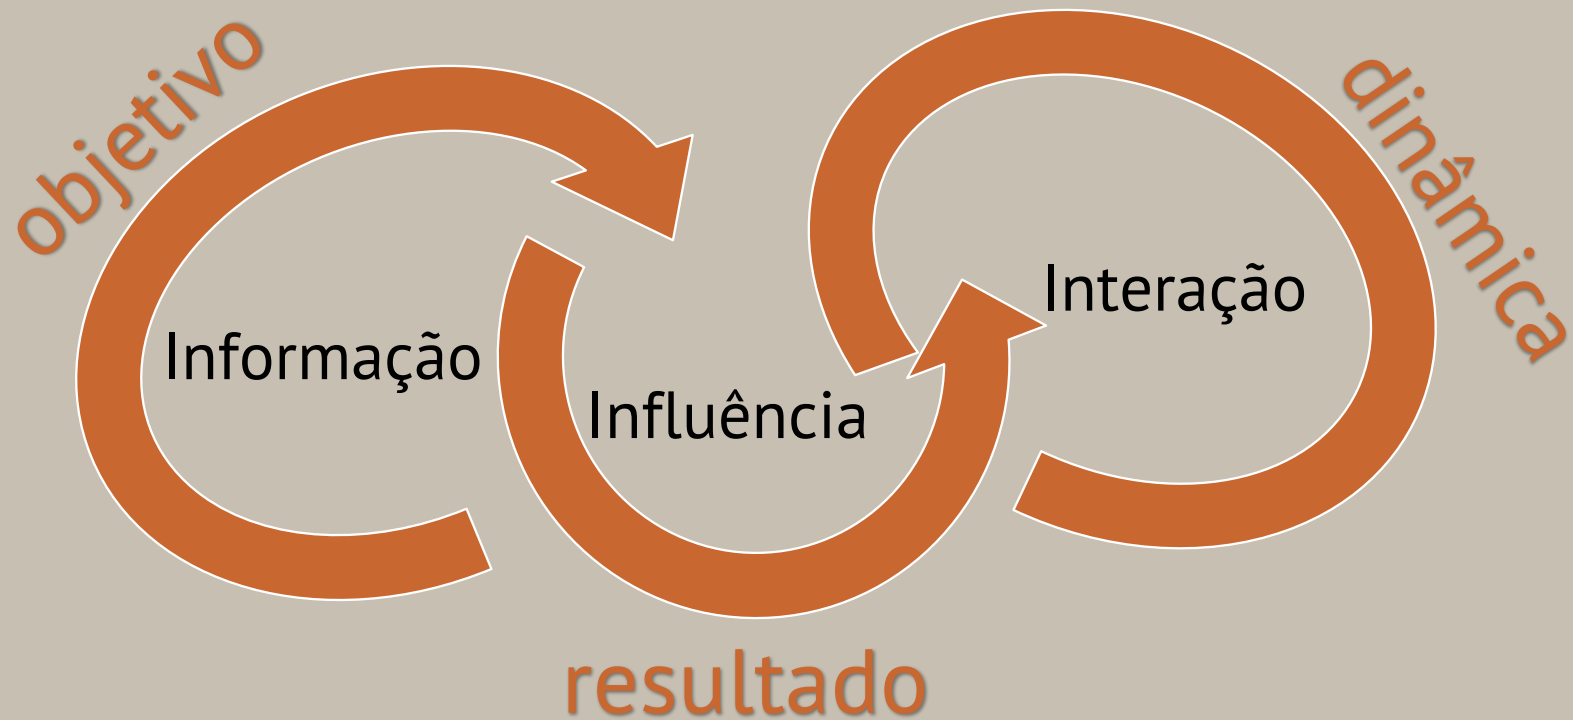 objetivo
dinâmica
Informação
Influência
Interação
resultado